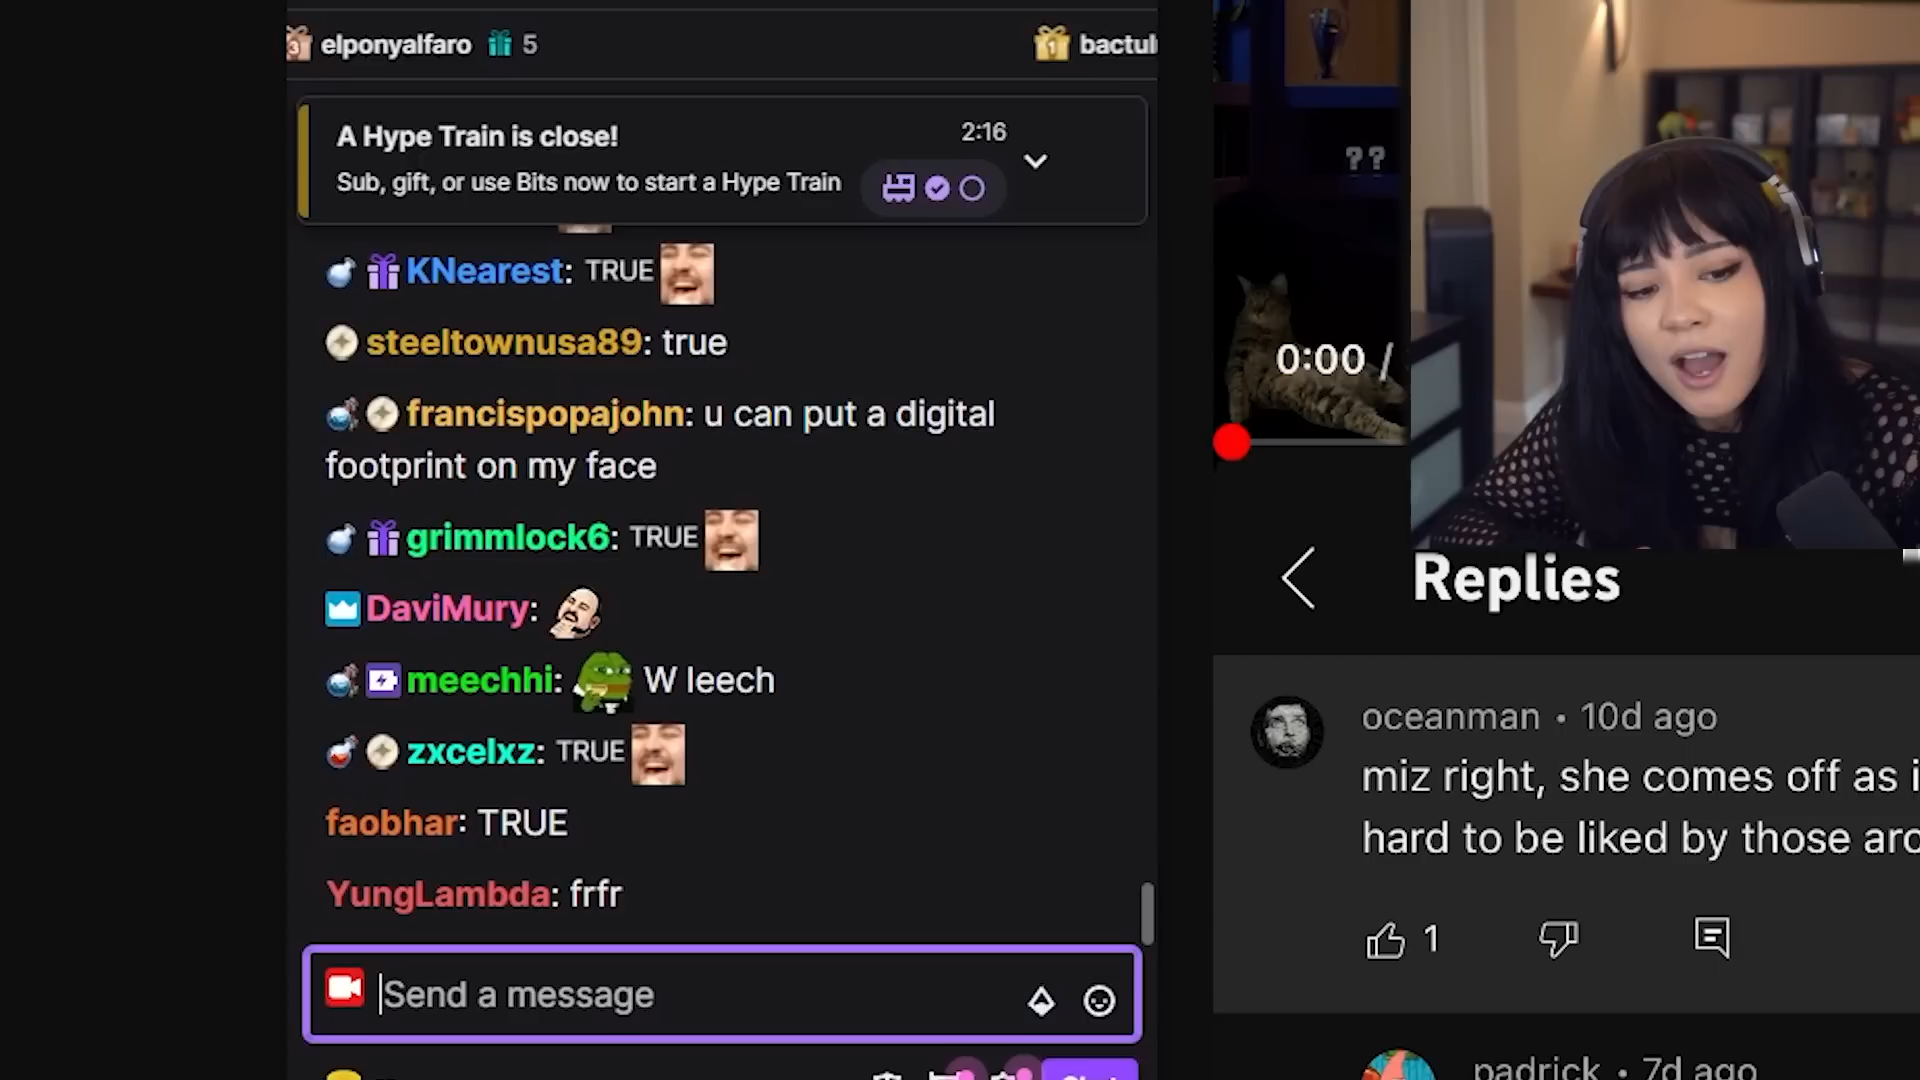 elponyalfaro 5
A Hype Train is close! 2:16
Sub, gift, or use Bits now to start a Hype Train
KNearest: TRUE
steeltownusa89: true
francispopajohn: u can put a digital
footprint on my face
grimmlock6: TRUE
DaviMury:
meechhi: W leech
zxcelxz: TRUE
faobhar: TRUE
YungLambda: frfr
Send a message
??
0:00 /
Replies
oceanman • 10d ago
miz right, she comes off as
hard to be liked by those
1
padrick • 7d ago